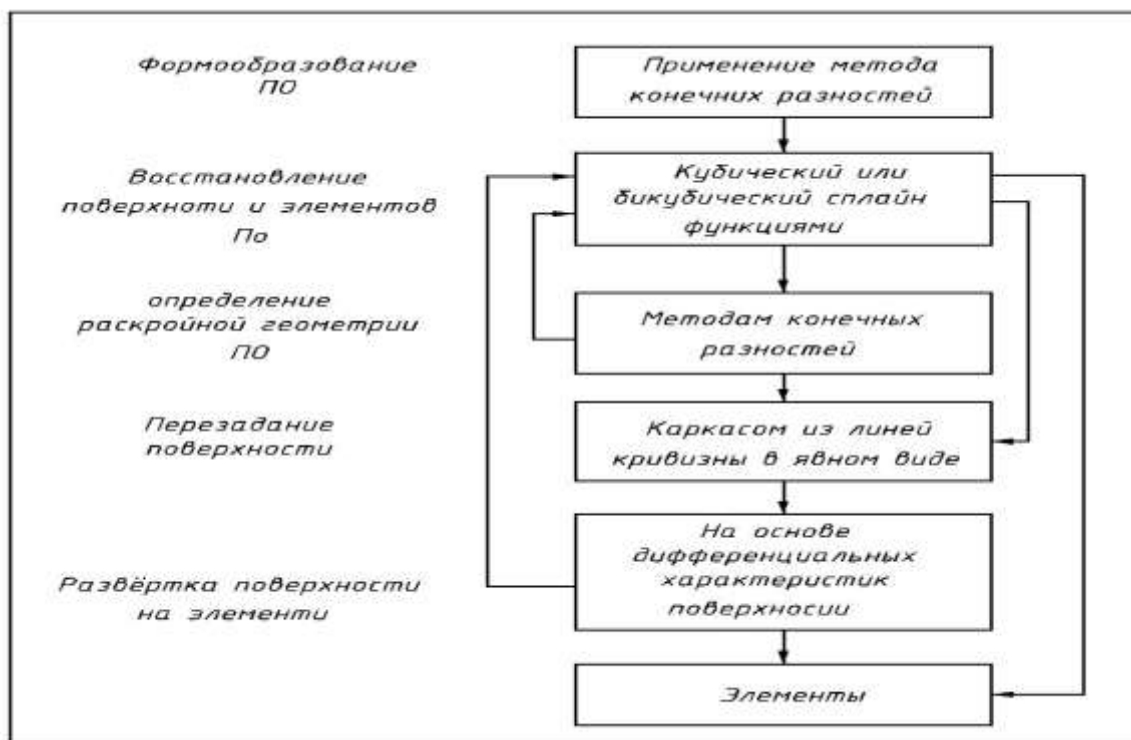 Формообразование
ПО
Применение метода
конечних разностей
Восстановление
поверхноти и элементов
По
Кубический или
бикубический сплайн
функциями
определение
раскройной геометрии
ПО
Методам конечных
разностей
Перезадание
поверхности
Каркасом из линей
кривизны в явном виде
Развёртка поверхности
на элементи
На основе
дифференциальных
характеристик
поверхносии
Элементы